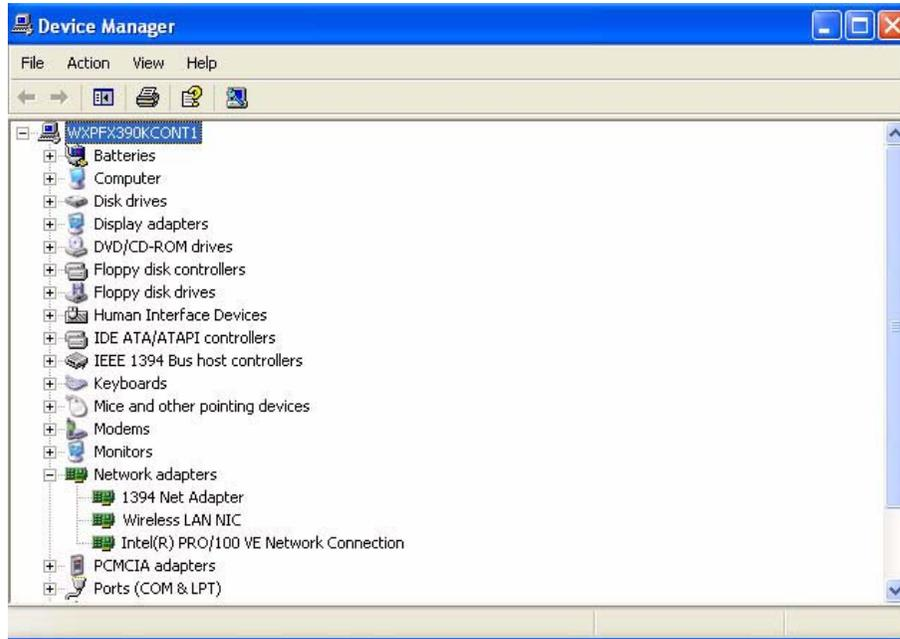 Device Manager
File Action View Help
WXPFX390KCONT1
Batteries
Computer
Disk drives
Display adapters
DVD/CD-ROM drives
Floppy disk controllers
Floppy disk drives
Human Interface Devices
IDE ATA/ATAPI controllers
IEEE 1394 Bus host controllers
Keyboards
Mice and other pointing devices
Modems
Monitors
Network adapters
1394 Net Adapter
Wireless LAN NIC
Intel(R) PRO/100 VE Network Connection
PCMCIA adapters
Ports (COM & LPT)